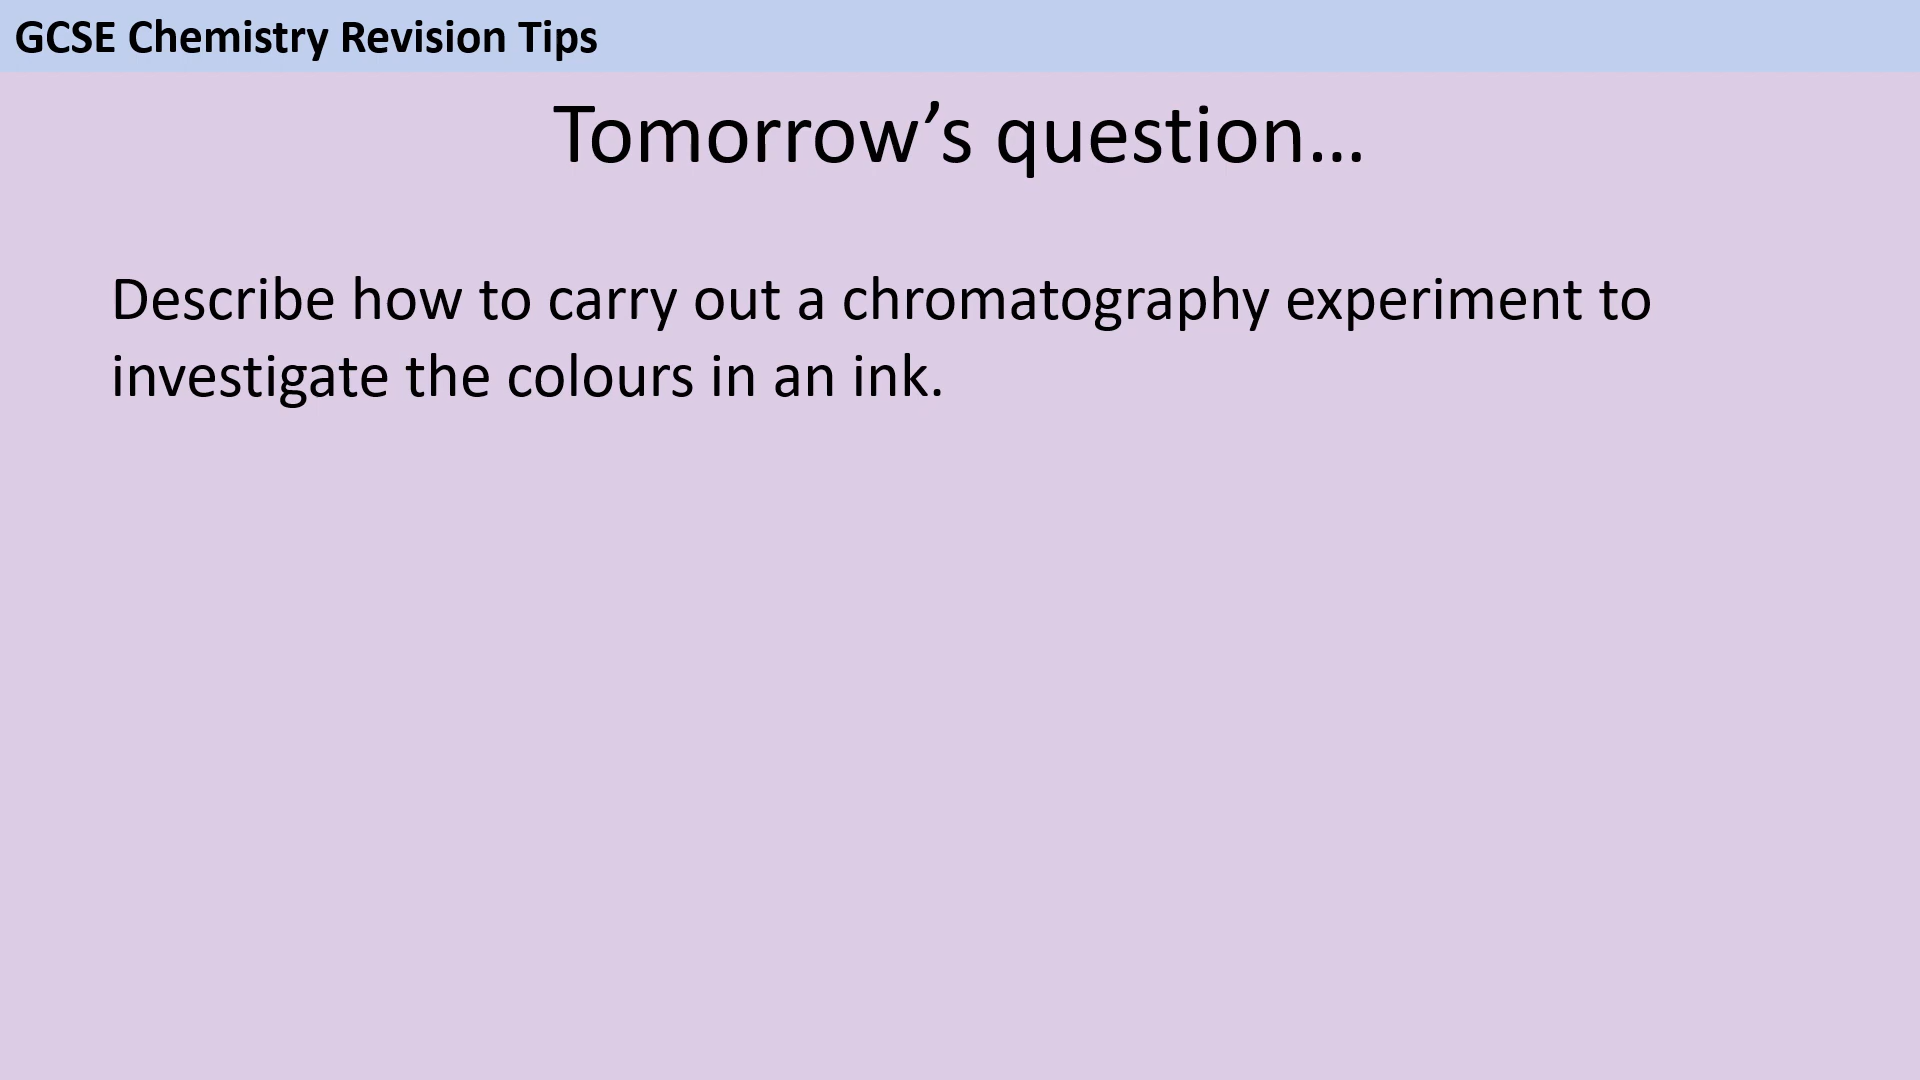 GCSE Chemistry Revision Tips
Tomorrow’s question…
Describe how to carry out a chromatography experiment to
investigate the colours in an ink.